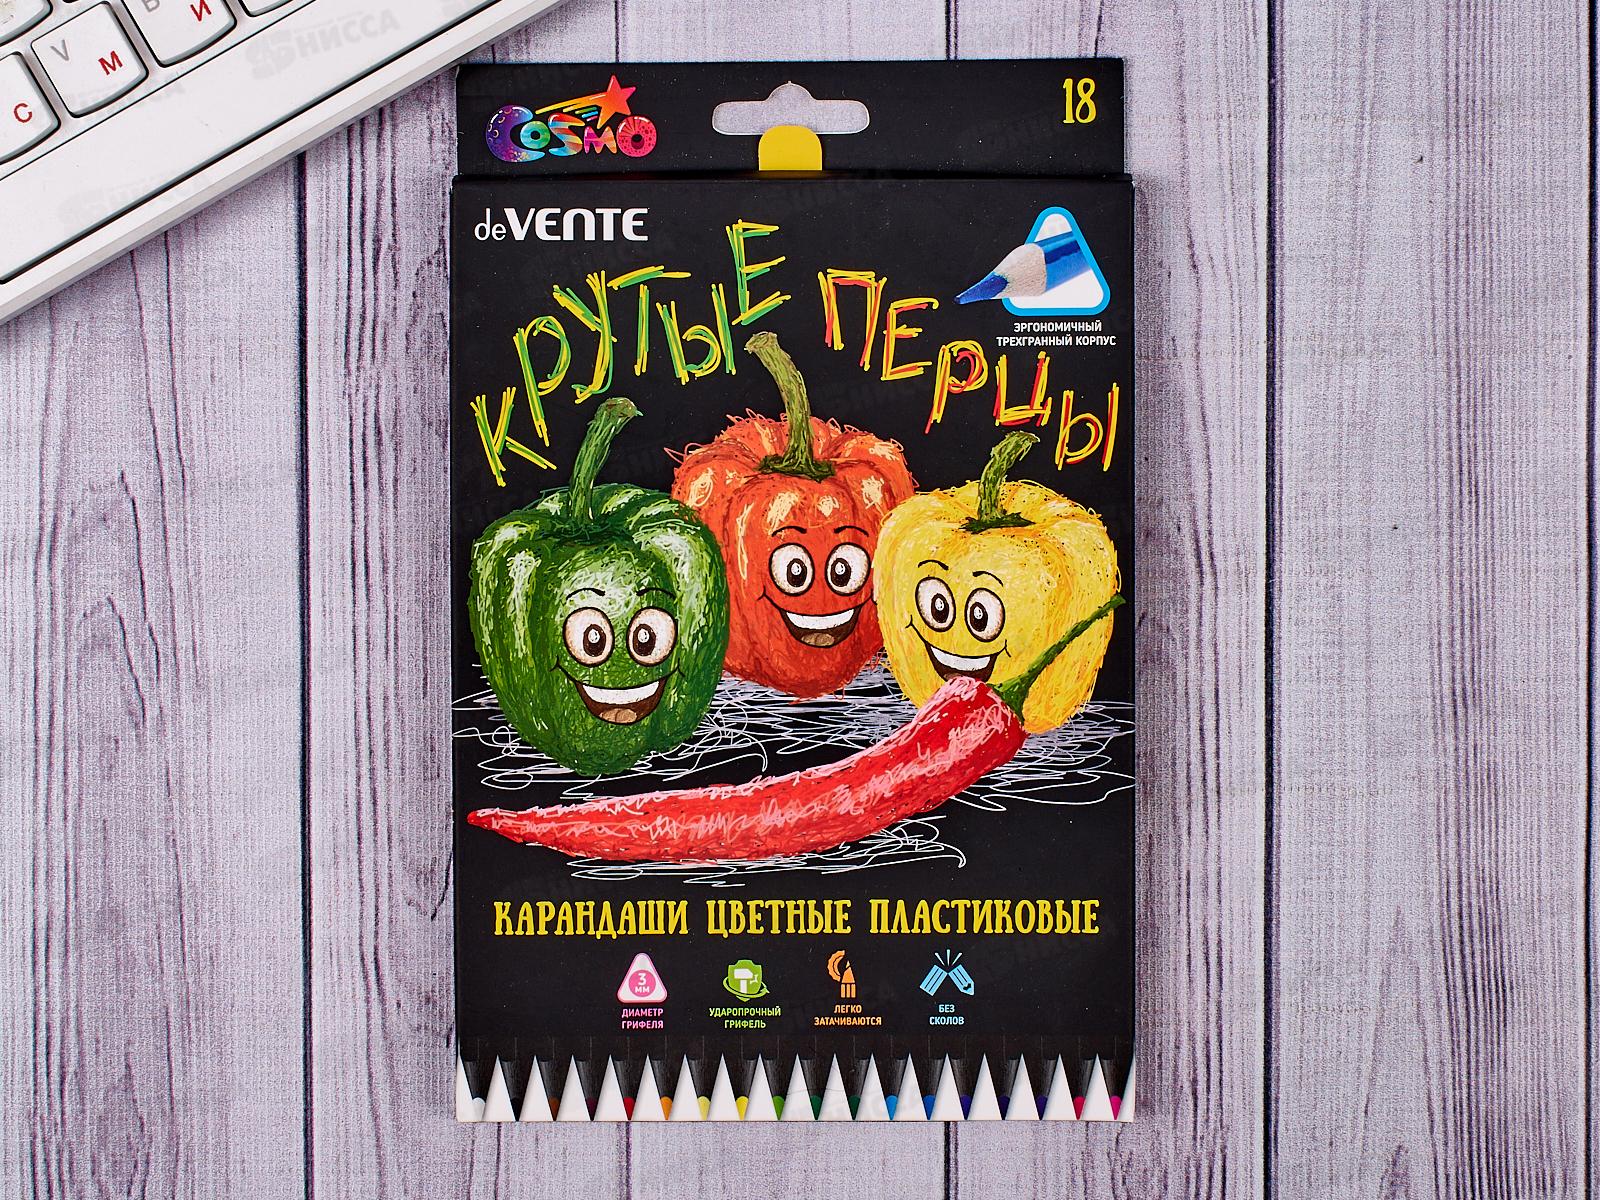 V
М
И
С
COSMO
18
deVENTE
КРУТЫЕ ПЕРЦЫ
ЭРГОНОМИЧНЫЙ
ТРЕХГРАННЫЙ КОРПУС
КАРАНДАШИ ЦВЕТНЫЕ ПЛАСТИКОВЫЕ
3
ММ
ДИАМЕТР
ГРИФЕЛЯ
УДАРОПРОЧНЫЙ
ГРИФЕЛЬ
ЛЕГКО
ЗАТАЧИВАЮТСЯ
БЕЗ
СКОЛОВ